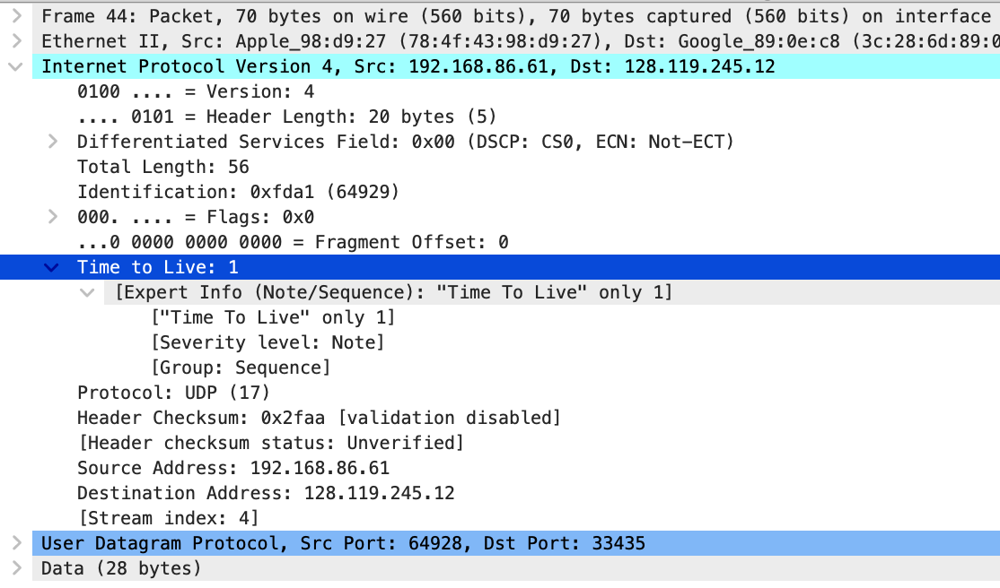 Frame 44: Packet, 70 bytes on wire (560 bits), 70 bytes captured (560 bits) on interface
Ethernet II, Src: Apple_98:d9:27 (78:4f:43:98:d9:27), Dst: Google_89:0e:c8 (3c:28:6d:89:0
Internet Protocol Version 4, Src: 192.168.86.61, Dst: 128.119.245.12
0100 .... = Version: 4
.... 0101 = Header Length: 20 bytes (5)
Differentiated Services Field: 0x00 (DSCP: CS0, ECN: Not-ECT)
Total Length: 56
Identification: 0xfda1 (64929)
000. .... = Flags: 0x0
...0 0000 0000 0000 = Fragment Offset: 0
Time to Live: 1
[Expert Info (Note/Sequence): "Time To Live" only 1]
["Time To Live" only 1]
[Severity level: Note]
[Group: Sequence]
Protocol: UDP (17)
Header Checksum: 0x2faa [validation disabled]
[Header checksum status: Unverified]
Source Address: 192.168.86.61
Destination Address: 128.119.245.12
[Stream index: 4]
User Datagram Protocol, Src Port: 64928, Dst Port: 33435
Data (28 bytes)